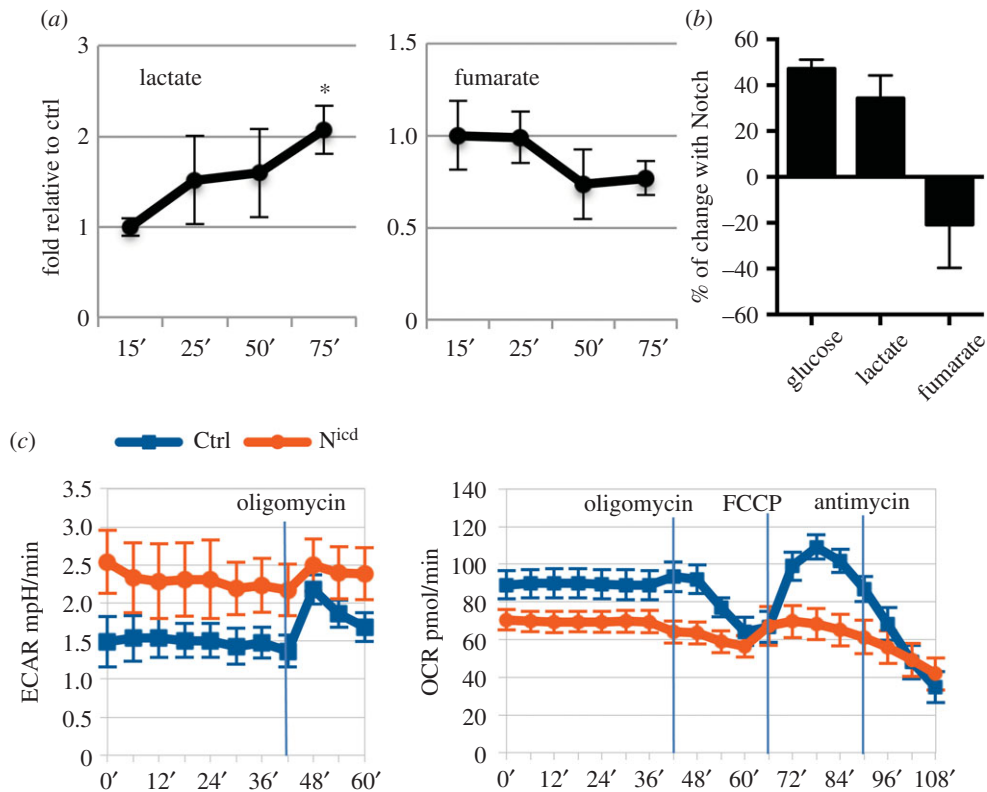 (a)
fold relative to ctrl
3
2
1
0
lactate
*
15′ 25′ 50′ 75′
1.5
1.0
0.5
0
fumarate
15′ 25′ 50′ 75′
(b)
% of change with Notch
60
40
20
0
–20
–40
–60
glucose
lactate
fumarate
(c)
Ctrl N^icd
ECAR mpH/min
3.5
3.0
2.5
2.0
1.5
1.0
0.5
0
oligomycin
0′ 12′ 24′ 36′ 48′ 60′
OCR pmol/min
140
120
100
80
60
40
20
0
oligomycin FCCP antimycin
0′ 12′ 24′ 36′ 48′ 60′ 72′ 84′ 96′ 108′